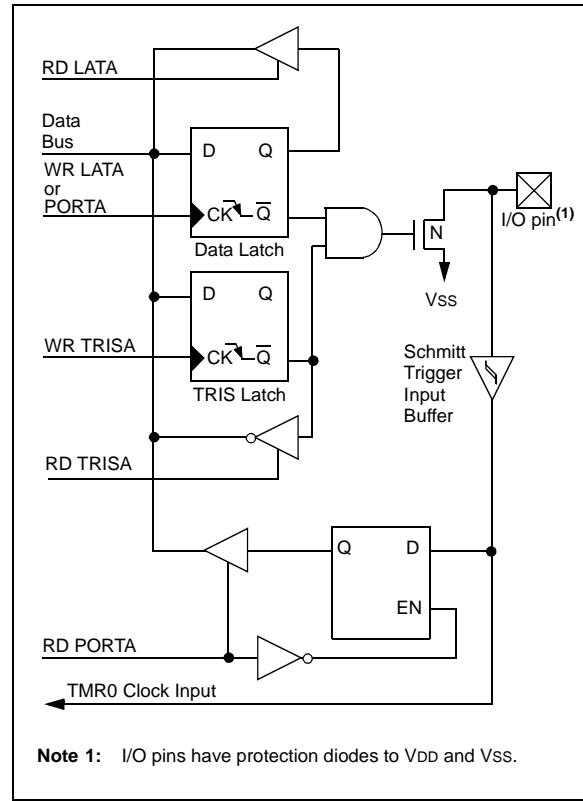 RD LATA
Data
Bus
WR LATA
or
PORTA
D Q
CK Q̅
Data Latch
N
I/O pin(1)
VSS
D Q
CK Q̅
WR TRISA
TRIS Latch
Schmitt
Trigger
Input
Buffer
RD TRISA
Q D
EN
RD PORTA
TMR0 Clock Input
Note 1: I/O pins have protection diodes to VDD and VSS.